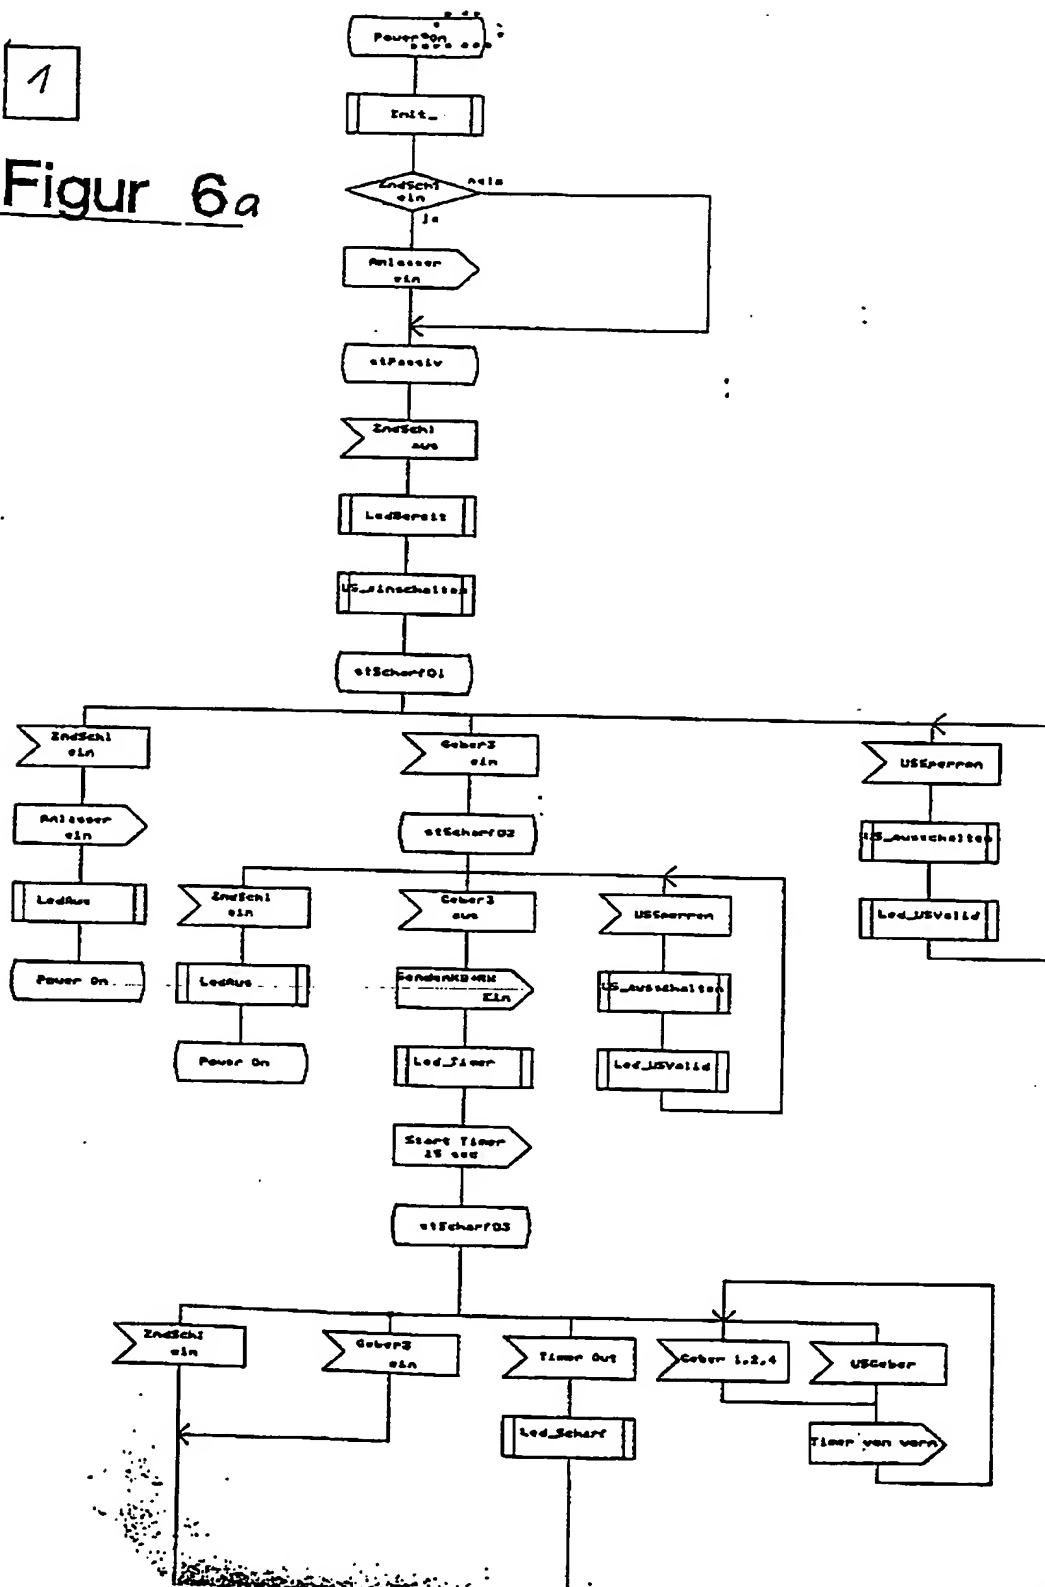 1
Figur 6a
Power On
Init_
ZndSchl
ein
nein
ja
Anlasser
ein
stPassiv
ZndSchl
aus
LedBereit
US_einschalten
stScharf01
ZndSchl
ein
Geber3
ein
USSperren
Anlasser
ein
stScharf02
US_ausschalten
LedAus
ZndSchl
ein
Geber3
aus
USSperren
Led_USValid
Power On
LedAus
Ein
US_ausschalten
Power On
Led_Timer
Led_USValid
Start Timer
15 sec
stScharf03
ZndSchl
ein
Geber3
ein
Timer Out
Geber 1,2,4
USGeber
Led_Scharf
Timer von vorn